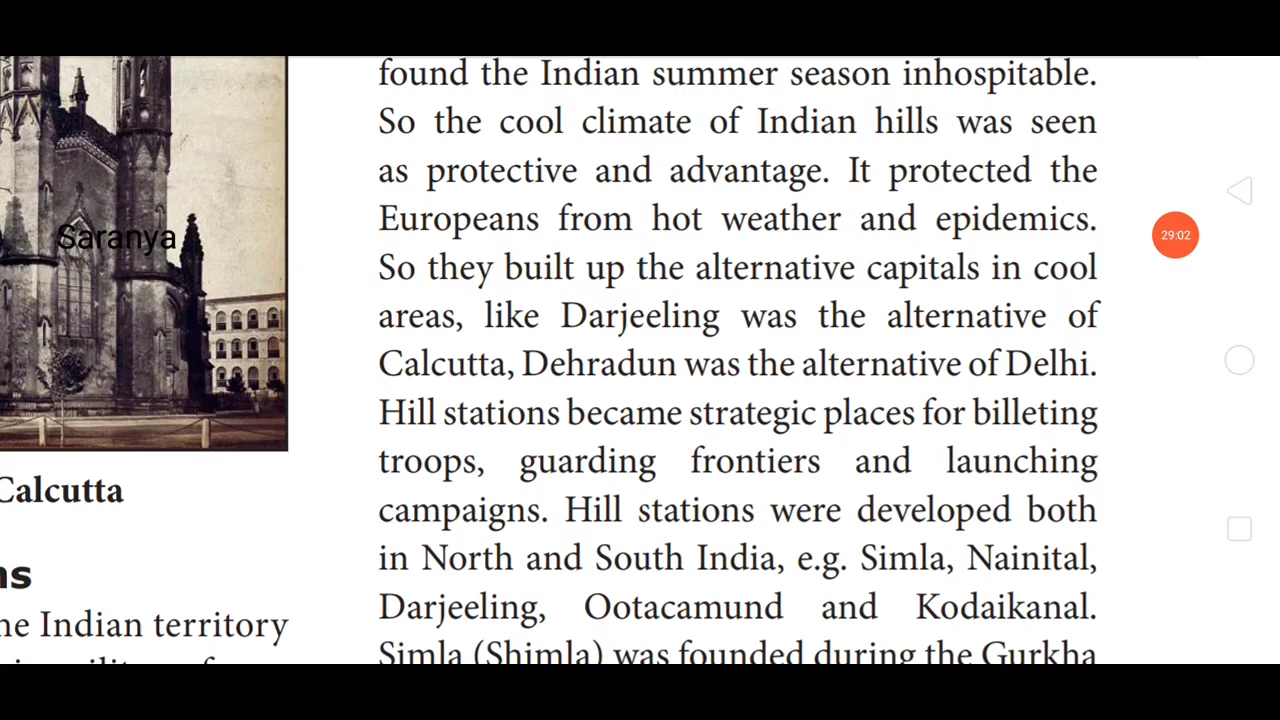 found the Indian summer season inhospitable.
So the cool climate of Indian hills was seen
as protective and advantage. It protected the
Europeans from hot weather and epidemics.
So they built up the alternative capitals in cool
areas, like Darjeeling was the alternative of
Calcutta, Dehradun was the alternative of Delhi.
Hill stations became strategic places for billeting
troops, guarding frontiers and launching
campaigns. Hill stations were developed both
in North and South India, e.g. Simla, Nainital,
Darjeeling, Ootacamund and Kodaikanal.
Simla (Shimla) was founded during the Gurkha
Saranya
Calcutta
ns
he Indian territory
29:02